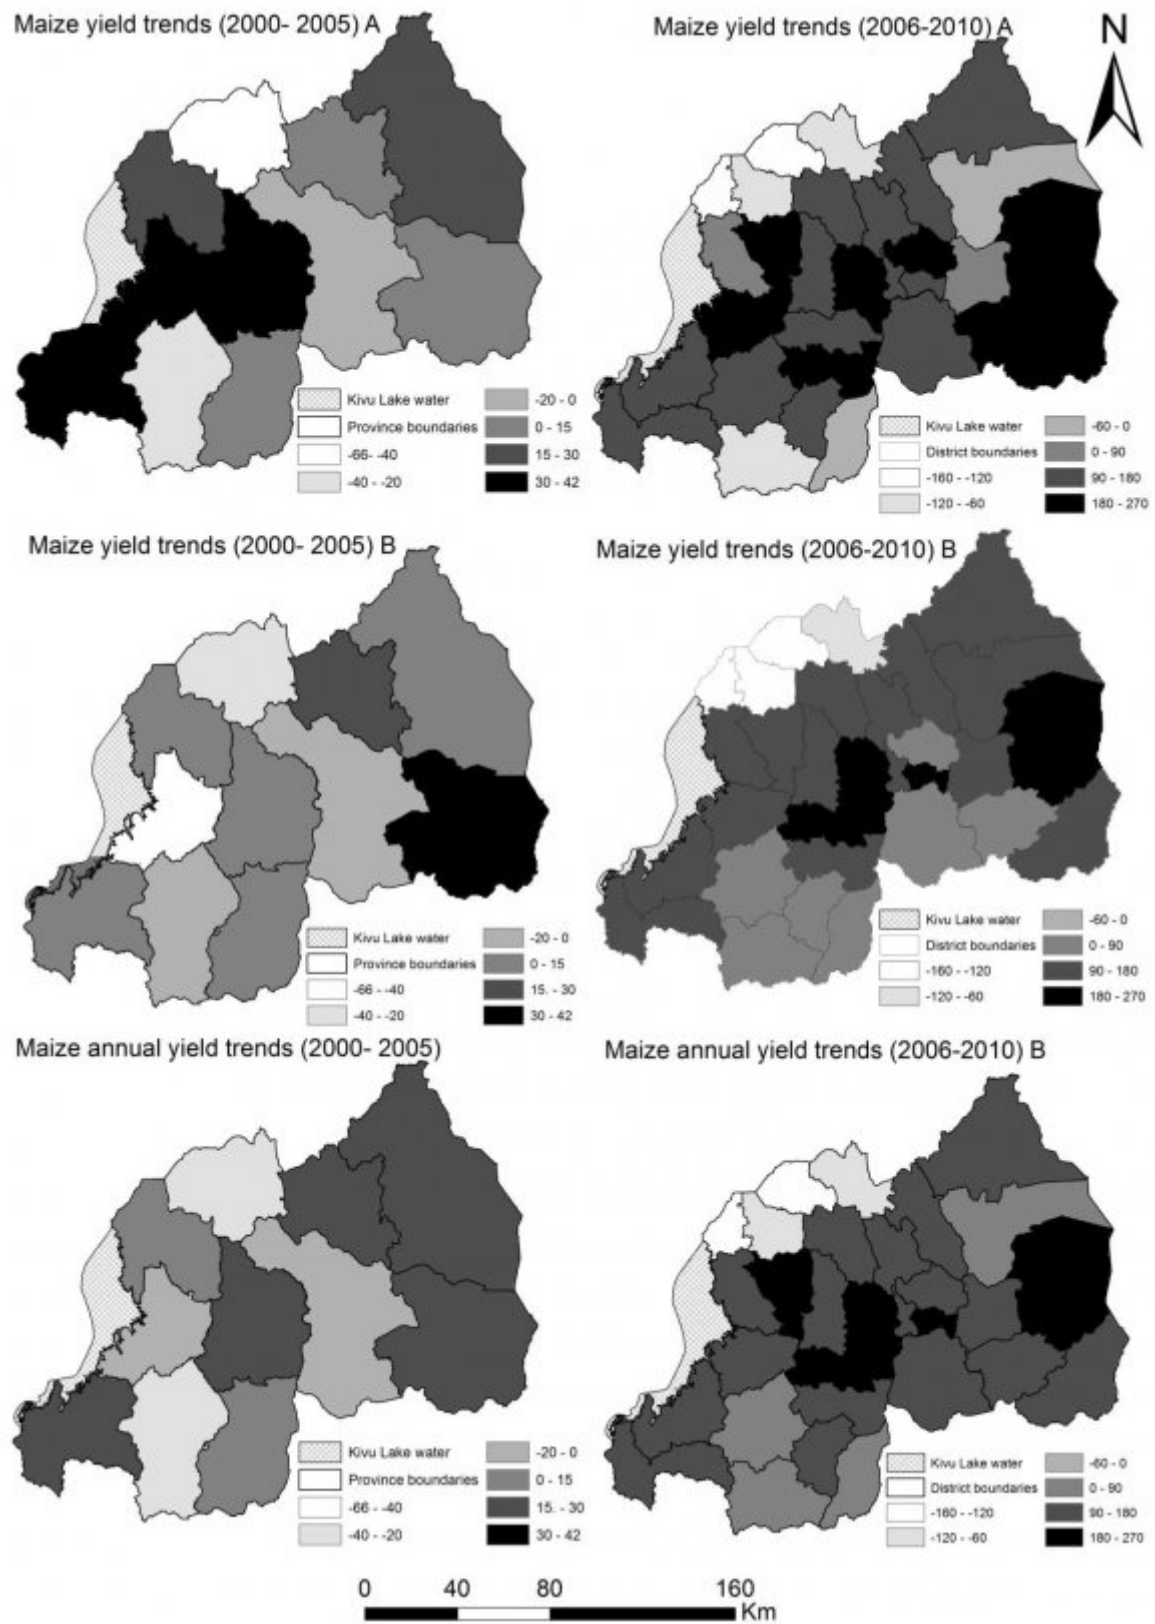 Maize yield trends (2000- 2005) A
Kivu Lake water
Province boundaries
-66- -40
-40 - -20
-20 - 0
0 - 15
15 - 30
30 - 42
Maize yield trends (2006-2010) A
N
Kivu Lake water
District boundaries
-160 - -120
-120 - -60
-60 - 0
0 - 90
90 - 180
180 - 270
Maize yield trends (2000- 2005) B
Kivu Lake water
Province boundaries
-66 - -40
-40 - -20
-20 - 0
0 - 15
15. - 30
30 - 42
Maize yield trends (2006-2010) B
Kivu Lake water
District boundaries
-160 - -120
-120 - -60
-60 - 0
0 - 90
90 - 180
180 - 270
Maize annual yield trends (2000- 2005)
Kivu Lake water
Province boundaries
-66 - -40
-40 - -20
-20 - 0
0 - 15
15. - 30
30 - 42
Maize annual yield trends (2006-2010) B
Kivu Lake water
District boundaries
-160 - -120
-120 - -60
-60 - 0
0 - 90
90 - 180
180 - 270
0 40 80 160
Km